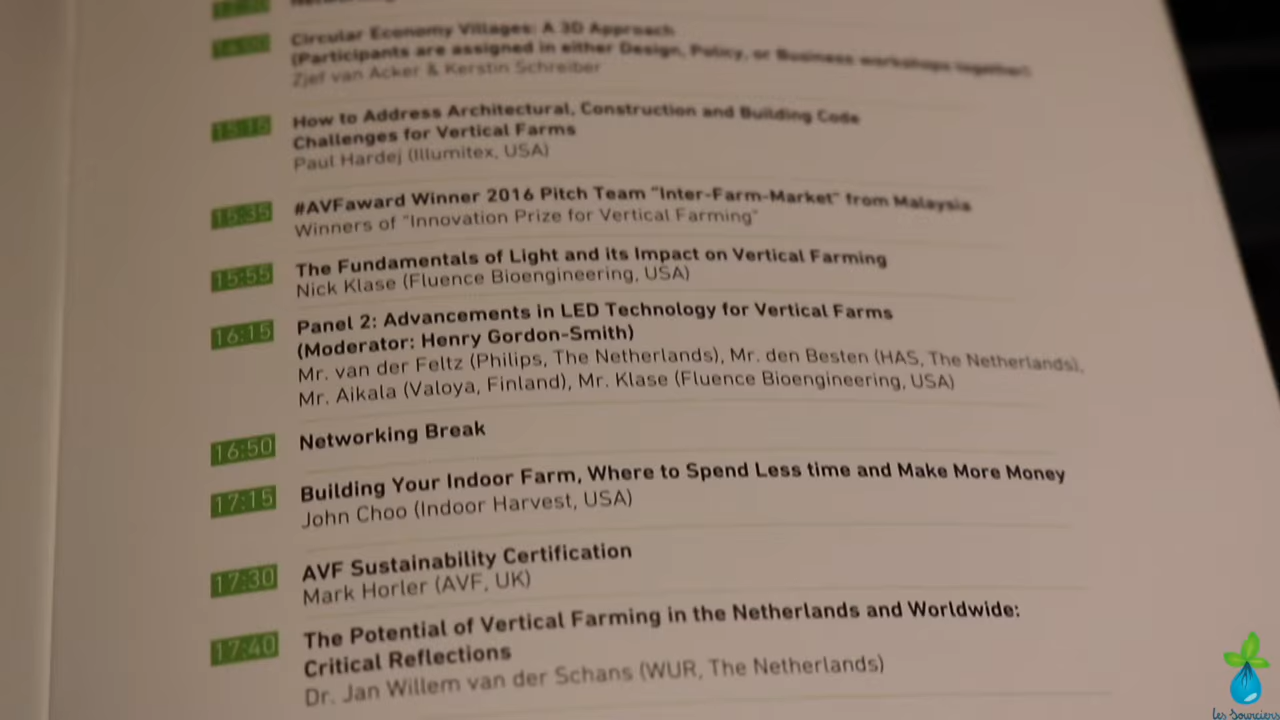 Circular Economy Villages: A 3D Approach
(Participants are assigned in either Design, Policy, or Business workshops together)
Zjef van Acker & Kerstin Schreiber
15:15
How to Address Architectural, Construction and Building Code
Challenges for Vertical Farms
Paul Hardej (Illumitex, USA)
15:35
#AVFaward Winner 2016 Pitch Team "Inter-Farm-Market" from Malaysia
Winners of "Innovation Prize for Vertical Farming"
15:55
The Fundamentals of Light and its Impact on Vertical Farming
Nick Klase (Fluence Bioengineering, USA)
16:15
Panel 2: Advancements in LED Technology for Vertical Farms
(Moderator: Henry Gordon-Smith)
Mr. van der Feltz (Philips, The Netherlands), Mr. den Besten (HAS, The Netherlands),
Mr. Aikala (Valoya, Finland), Mr. Klase (Fluence Bioengineering, USA)
16:50
Networking Break
17:15
Building Your Indoor Farm, Where to Spend Less time and Make More Money
John Choo (Indoor Harvest, USA)
17:30
AVF Sustainability Certification
Mark Horler (AVF, UK)
17:40
The Potential of Vertical Farming in the Netherlands and Worldwide:
Critical Reflections
Dr. Jan Willem van der Schans (WUR, The Netherlands)
Les Sourciers